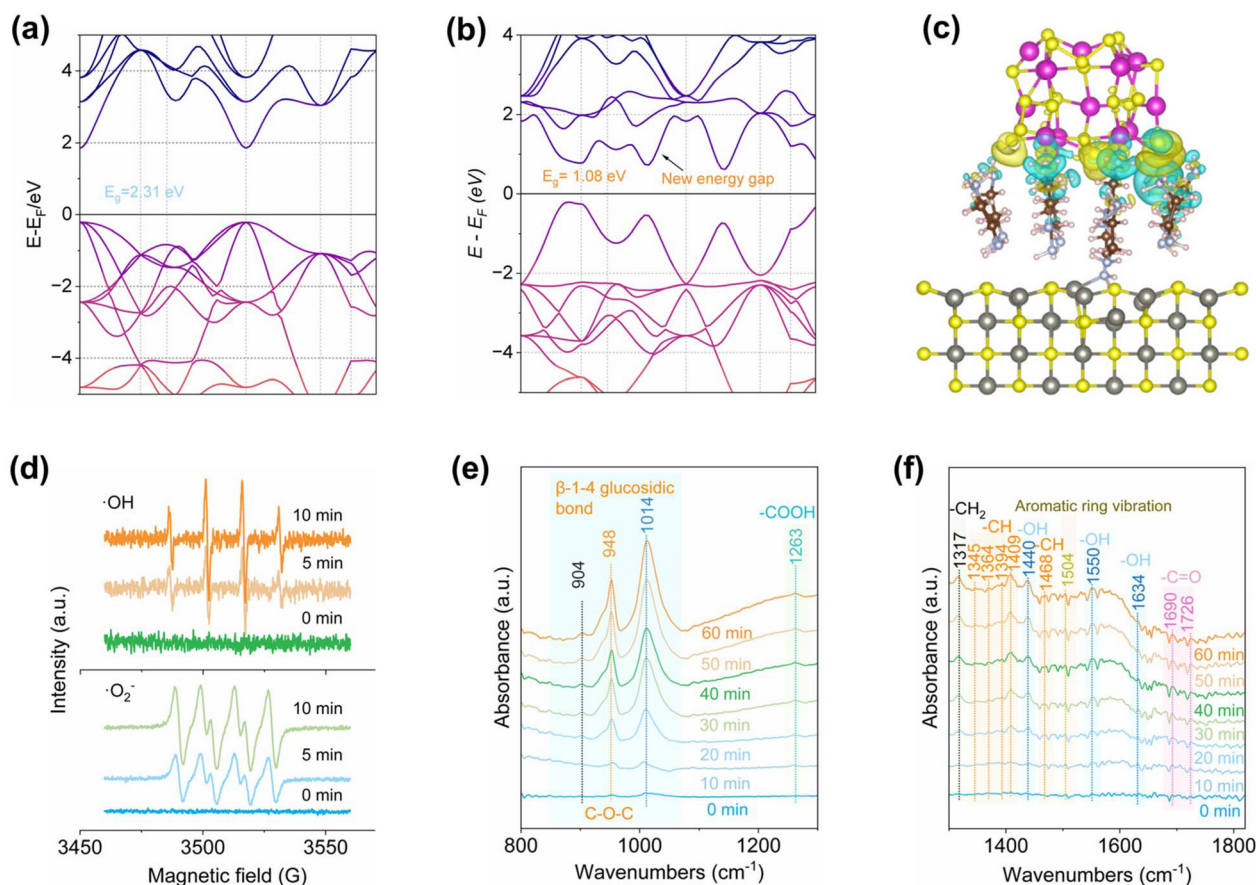 (a)
4
2
0
−2
−4
E-E_F/eV
E_g=2.31 eV
(b)
4
2
0
−2
−4
E - E_F (eV)
E_g= 1.08 eV
New energy gap
(c)
(d)
·OH
10 min
5 min
0 min
·O₂⁻
10 min
5 min
0 min
Intensity (a.u.)
3450
3500
3550
Magnetic field (G)
(e)
β-1-4 glucosidic
bond
-COOH
904
948
1014
1263
60 min
50 min
40 min
30 min
20 min
10 min
0 min
C-O-C
Absorbance (a.u.)
800
900
1000
1100
1200
Wavenumbers (cm⁻¹)
(f)
Aromatic ring vibration
-CH₂
-CH
-OH
-CH
-OH
-OH
-C=O
1317
1345
1364
1394
1409
1440
1468
1504
1550
1634
1690
1726
60 min
50 min
40 min
30 min
20 min
10 min
0 min
Absorbance (a.u.)
1400
1600
1800
Wavenumbers (cm⁻¹)